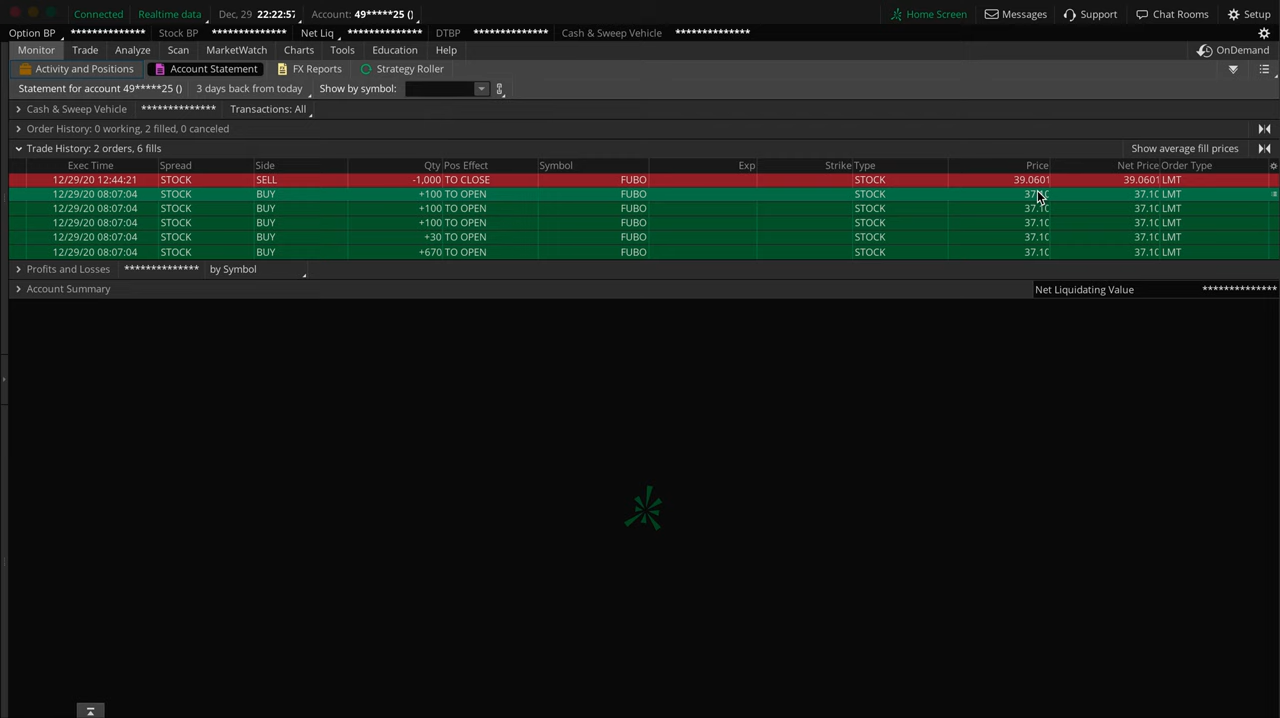 Connected Realtime data Dec, 29 22:22:57 Account: 49*****25 () Home Screen Messages Support Chat Rooms Setup
Option BP ************** Stock BP ************** Net Liq ************** DTBP ************** Cash & Sweep Vehicle **************
Monitor Trade Analyze Scan MarketWatch Charts Tools Education Help OnDemand
Activity and Positions Account Statement FX Reports Strategy Roller
Statement for account 49*****25 () 3 days back from today Show by symbol:
Cash & Sweep Vehicle ************** Transactions: All
Order History: 0 working, 2 filled, 0 canceled
Trade History: 2 orders, 6 fills Show average fill prices
Exec Time Spread Side Qty Pos Effect Symbol Exp Strike Type Price Net Price Order Type
12/29/20 12:44:21 STOCK SELL -1,000 TO CLOSE FUBO STOCK 39.0601 39.0601 LMT
12/29/20 08:07:04 STOCK BUY +100 TO OPEN FUBO STOCK 37.10 LMT
12/29/20 08:07:04 STOCK BUY +100 TO OPEN FUBO STOCK 37.10 37.10 LMT
12/29/20 08:07:04 STOCK BUY +100 TO OPEN FUBO STOCK 37.10 37.10 LMT
12/29/20 08:07:04 STOCK BUY +30 TO OPEN FUBO STOCK 37.10 37.10 LMT
12/29/20 08:07:04 STOCK BUY +670 TO OPEN FUBO STOCK 37.10 37.10 LMT
Profits and Losses ************** by Symbol
Account Summary Net Liquidating Value **************